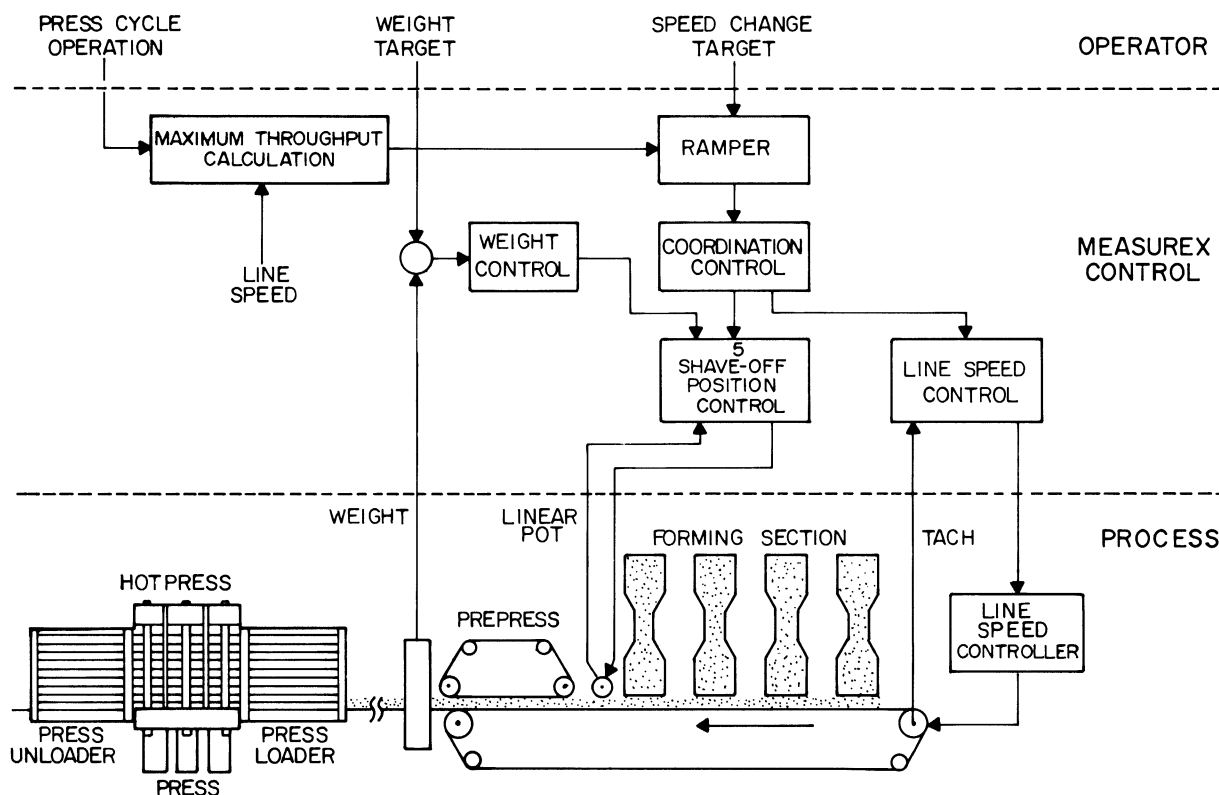 PRESS CYCLE
OPERATION
WEIGHT
TARGET
SPEED CHANGE
TARGET
OPERATOR
MAXIMUM THROUGHPUT
CALCULATION
RAMPER
WEIGHT
CONTROL
COORDINATION
CONTROL
MEASUREX
CONTROL
LINE
SPEED
5
SHAVE-OFF
POSITION
CONTROL
LINE SPEED
CONTROL
WEIGHT
LINEAR
POT
FORMING SECTION
TACH
PROCESS
HOT PRESS
PREPRESS
LINE
SPEED
CONTROLLER
PRESS
UNLOADER
PRESS
LOADER
PRESS